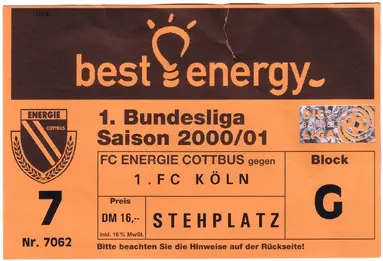 best energy
ENERGIE
COTTBUS
1. Bundesliga
Saison 2000/01
FC ENERGIE COTTBUS gegen
1. FC KÖLN
Block
G
7
Nr. 7062
Preis
DM 16,--
inkl. 16 % MwSt.
STEHPLATZ
Bitte beachten Sie die Hinweise auf der Rückseite!